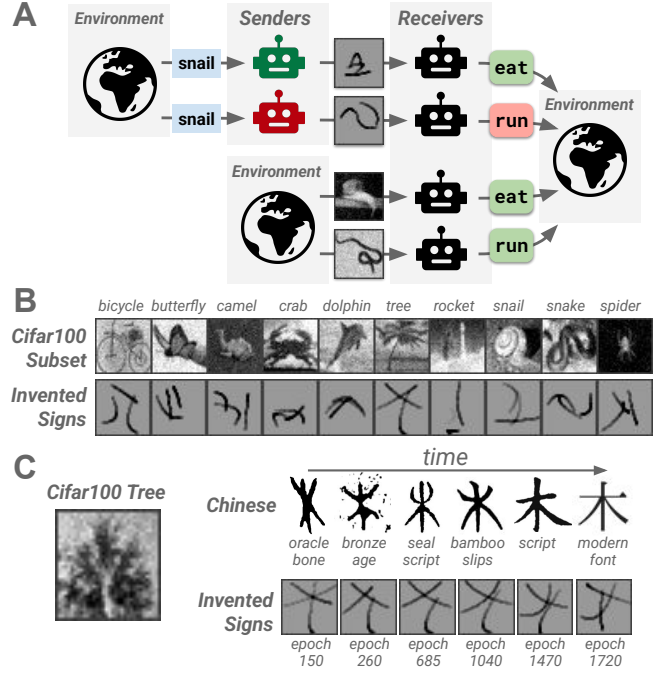 A
Environment
Senders
Receivers
snail
eat
snail
run
Environment
Environment
eat
run
B
bicycle butterfly camel crab dolphin tree rocket snail snake spider
Cifar100
Subset
Invented
Signs
C
time
Cifar100 Tree
Chinese
木
oracle bone
bronze age
seal script
bamboo slips
script
modern font
Invented
Signs
epoch 150
epoch 260
epoch 685
epoch 1040
epoch 1470
epoch 1720